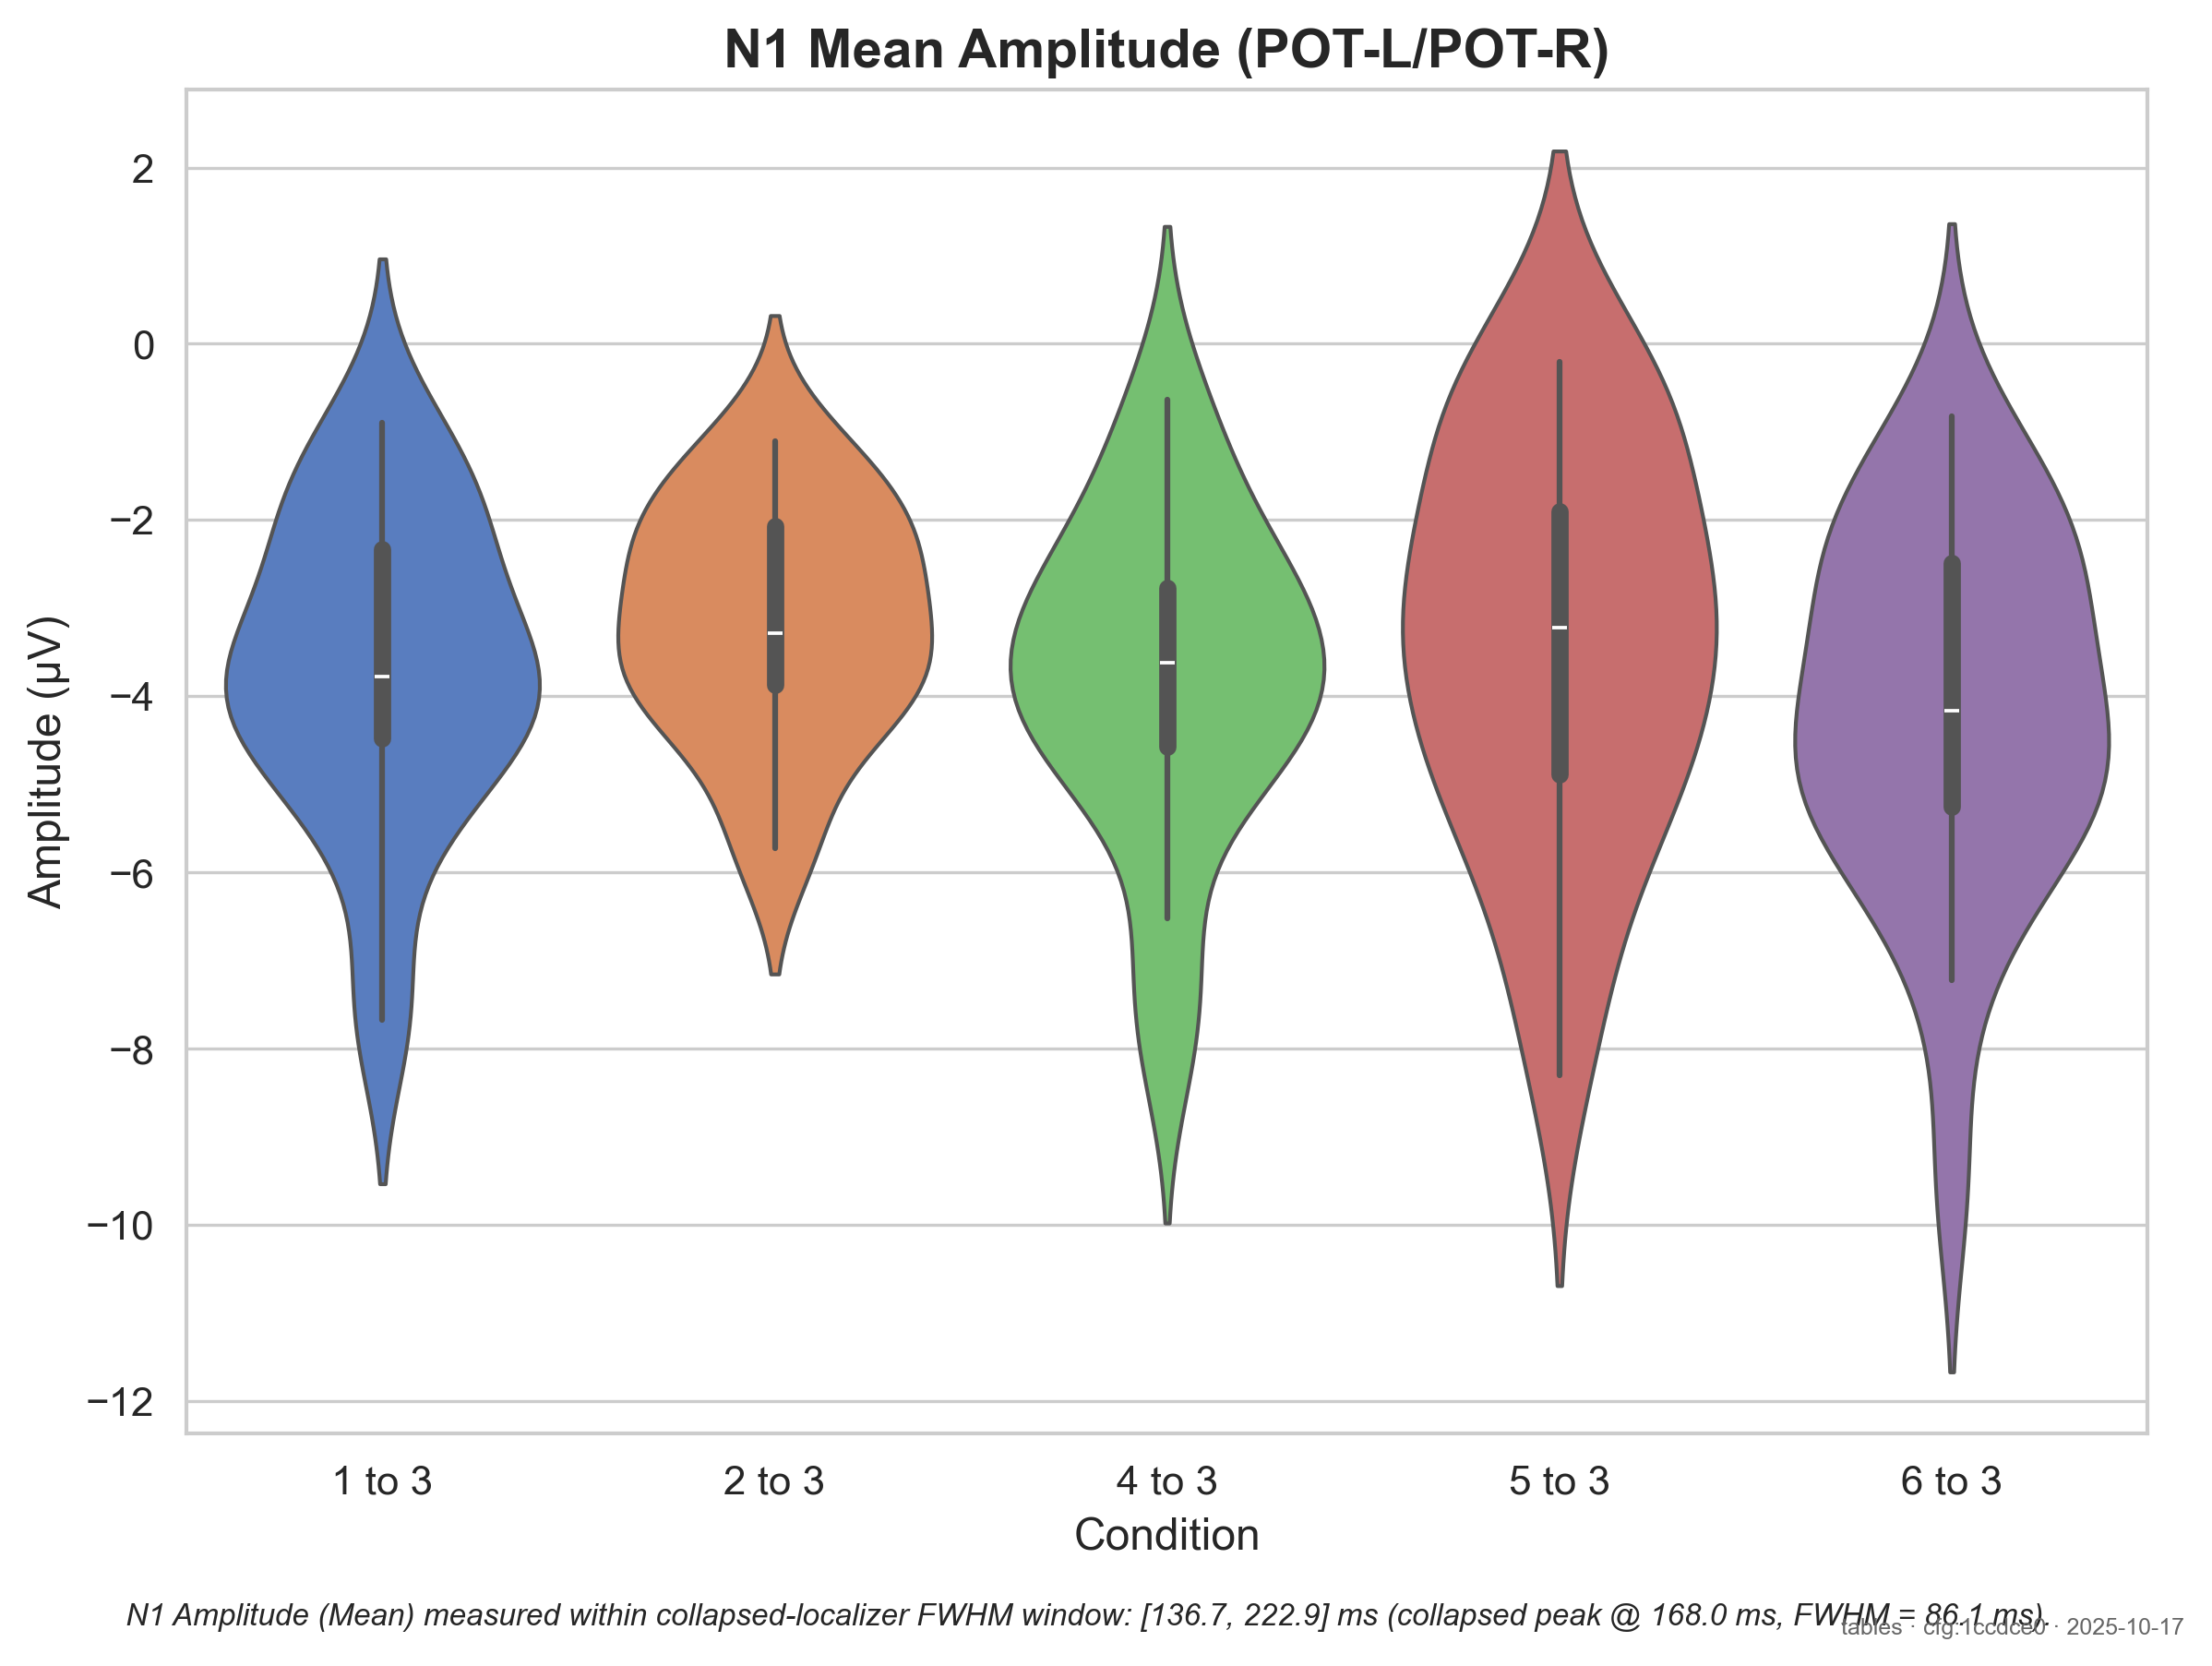 N1 Mean Amplitude (POT-L/POT-R)
Amplitude (µV)
2
0
−2
−4
−6
−8
−10
−12
1 to 3
2 to 3
4 to 3
5 to 3
6 to 3
Condition
N1 Amplitude (Mean) measured within collapsed-localizer FWHM window: [136.7, 222.9] ms (collapsed peak @ 168.0 ms, FWHM = 86.1 ms).
tables · cfg:1ccdce0 · 2025-10-17